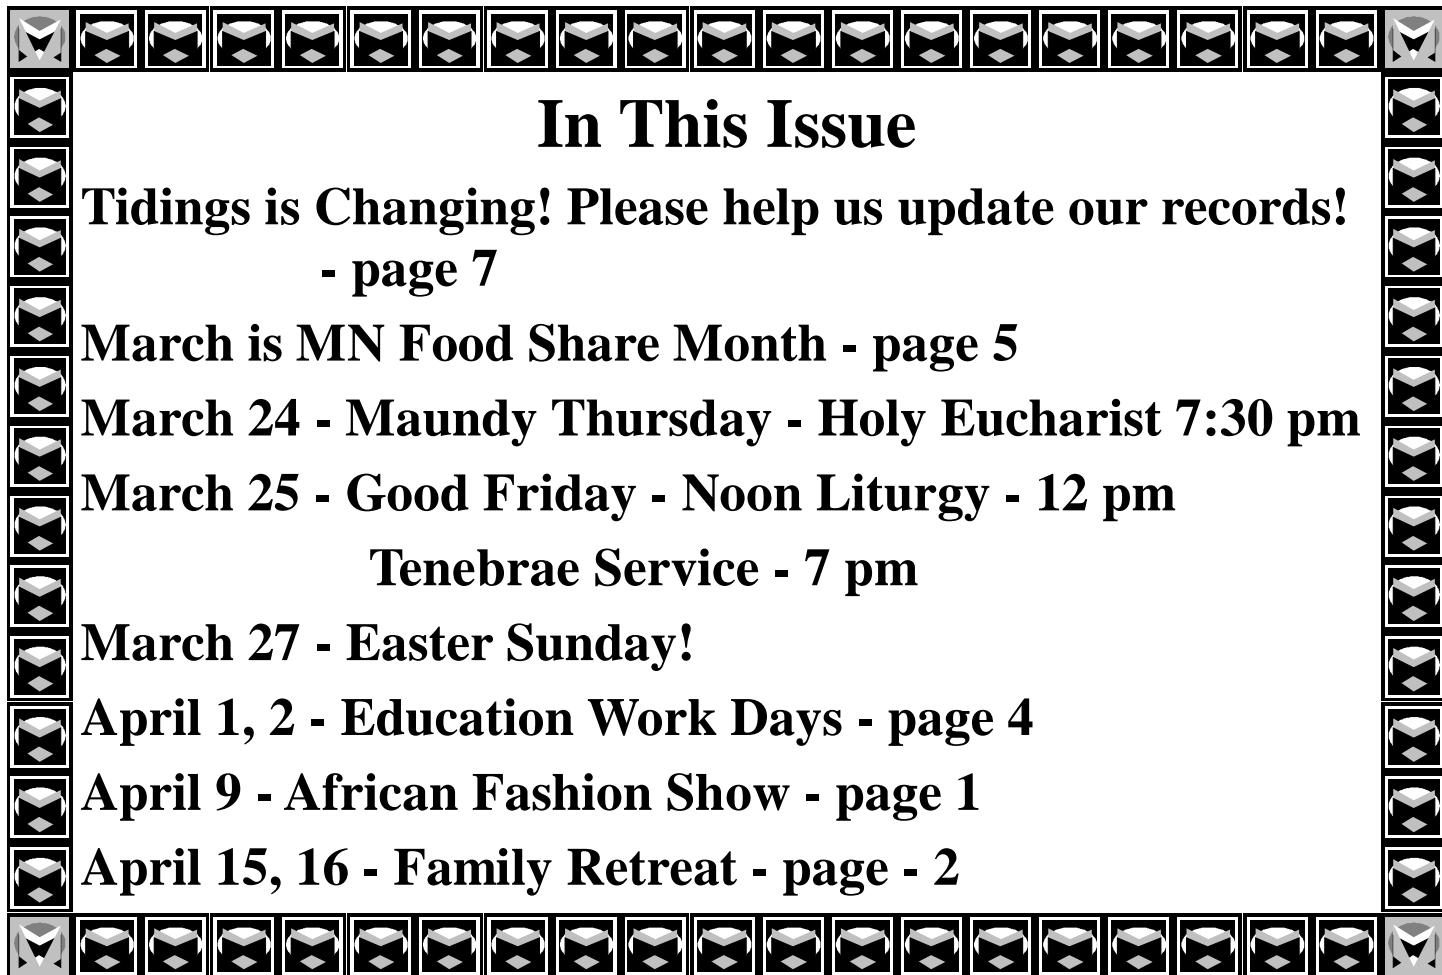 In This Issue
Tidings is Changing! Please help us update our records!
- page 7
March is MN Food Share Month - page 5
March 24 - Maundy Thursday - Holy Eucharist 7:30 pm
March 25 - Good Friday - Noon Liturgy - 12 pm
Tenebrae Service - 7 pm
March 27 - Easter Sunday!
April 1, 2 - Education Work Days - page 4
April 9 - African Fashion Show - page 1
April 15, 16 - Family Retreat - page - 2